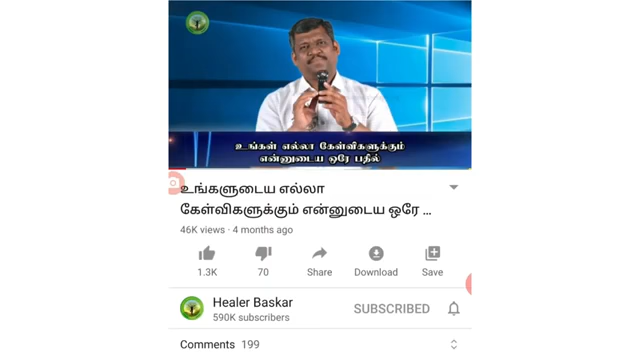 உங்கள் எல்லா கேள்விகளுக்கும்
என்னுடைய ஒரே பதில்
உங்களுடைய எல்லா
கேள்விகளுக்கும் என்னுடைய ஒரே ...
46K views · 4 months ago
1.3K 70 Share Download Save
Healer Baskar SUBSCRIBED
590K subscribers
Comments 199